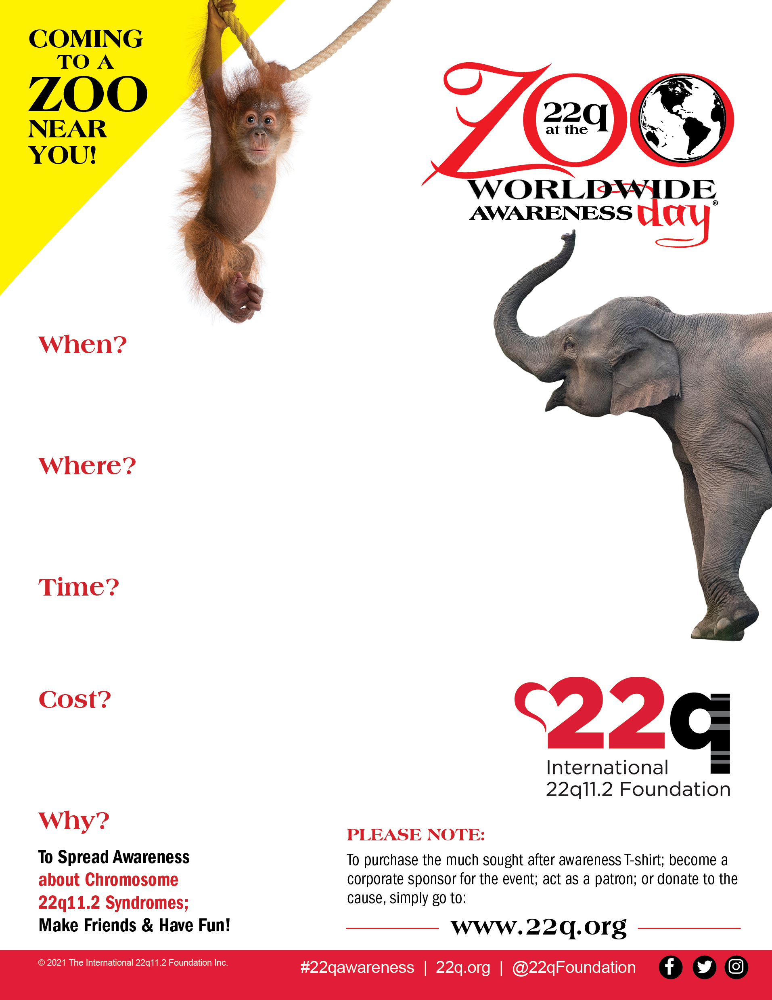 COMING
TO A
ZOO
NEAR
YOU!
ZOO
22q
at the
WORLDWIDE
AWARENESS day®
When?
Where?
Time?
Cost?
22q
International
22q11.2 Foundation
Why?
To Spread Awareness
about Chromosome
22q11.2 Syndromes;
Make Friends & Have Fun!
PLEASE NOTE:
To purchase the much sought after awareness T-shirt; become a
corporate sponsor for the event; act as a patron; or donate to the
cause, simply go to:
www.22q.org
© 2021 The International 22q11.2 Foundation Inc.
#22qawareness | 22q.org | @22qFoundation